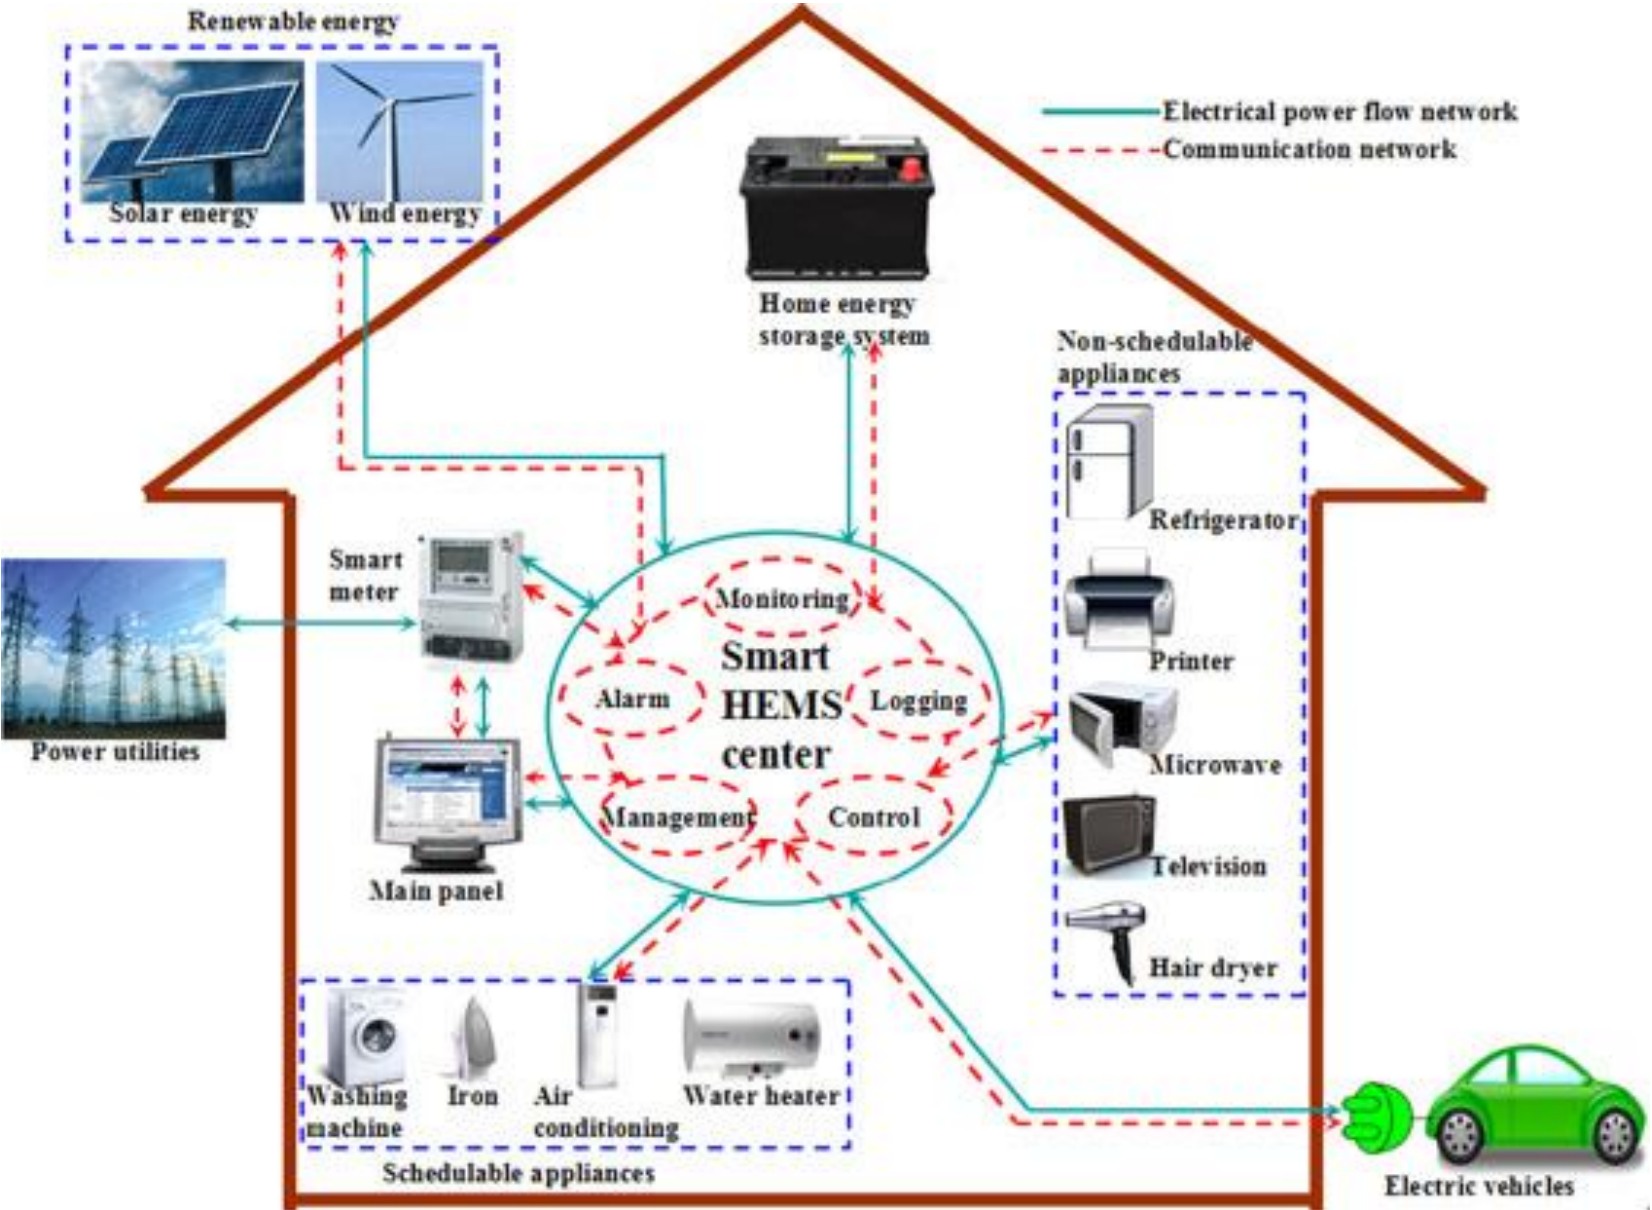 Renewable energy
Solar energy
Wind energy
Electrical power flow network
Communication network
Home energy
storage system
Non-schedulable
appliances
Refrigerator
Printer
Microwave
Television
Hair dryer
Smart
meter
Power utilities
Main panel
Monitoring
Alarm
Smart
HEMS
center
Logging
Management
Control
Washing
machine
Iron
Air
conditioning
Water heater
Schedulable appliances
Electric vehicles